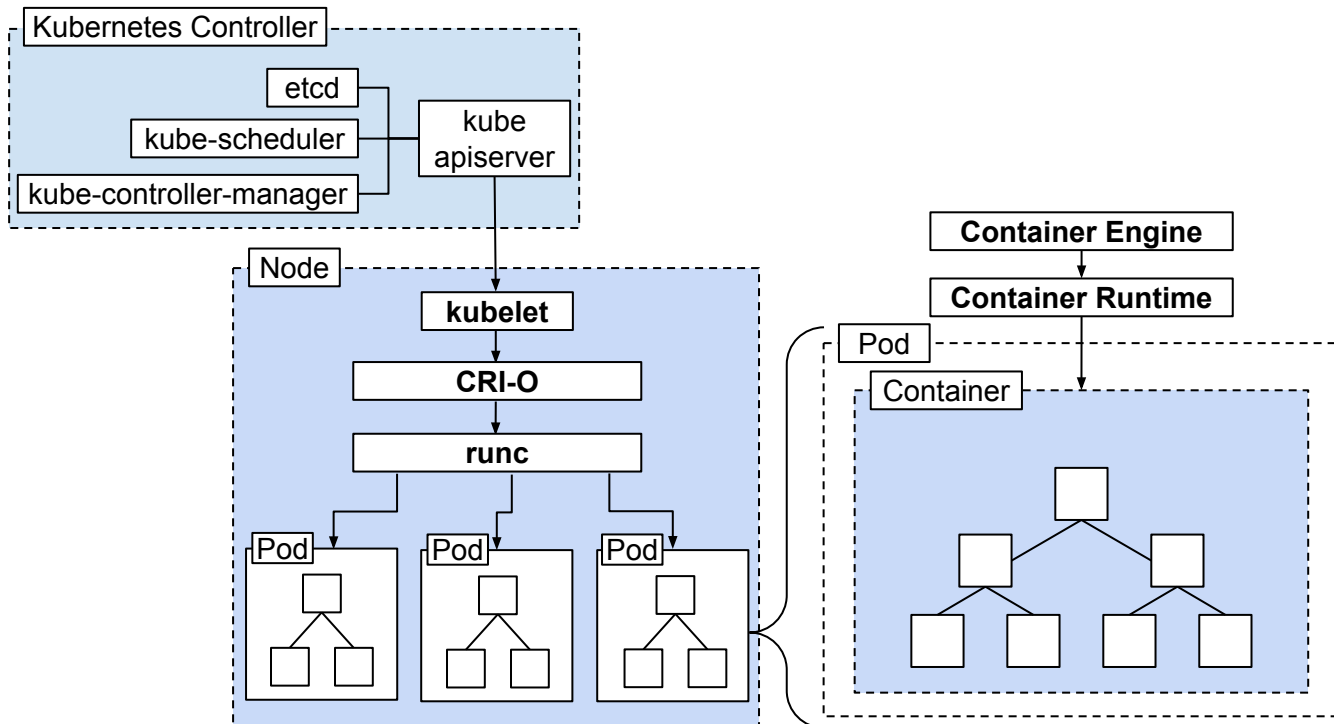 Kubernetes Controller
etcd
kube-scheduler
kube-controller-manager
kube
apiserver
Node
kubelet
CRI-O
runc
Pod
Pod
Pod
Container Engine
Container Runtime
Pod
Container